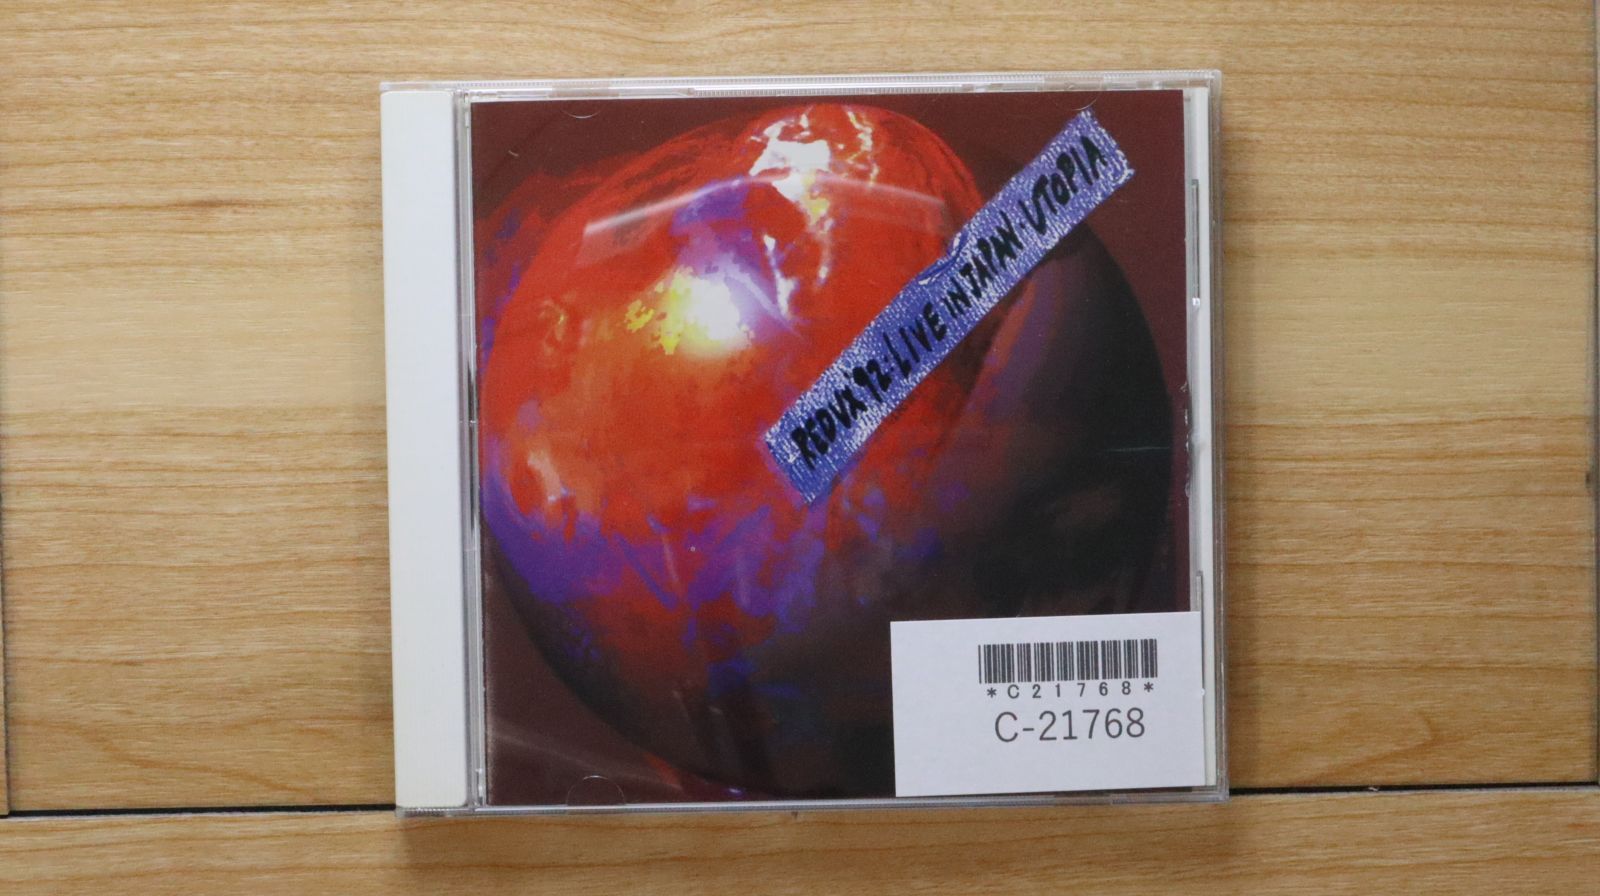 REDUX '92 · LIVE IN JAPAN · UTOPIA
*C21768*
C-21768